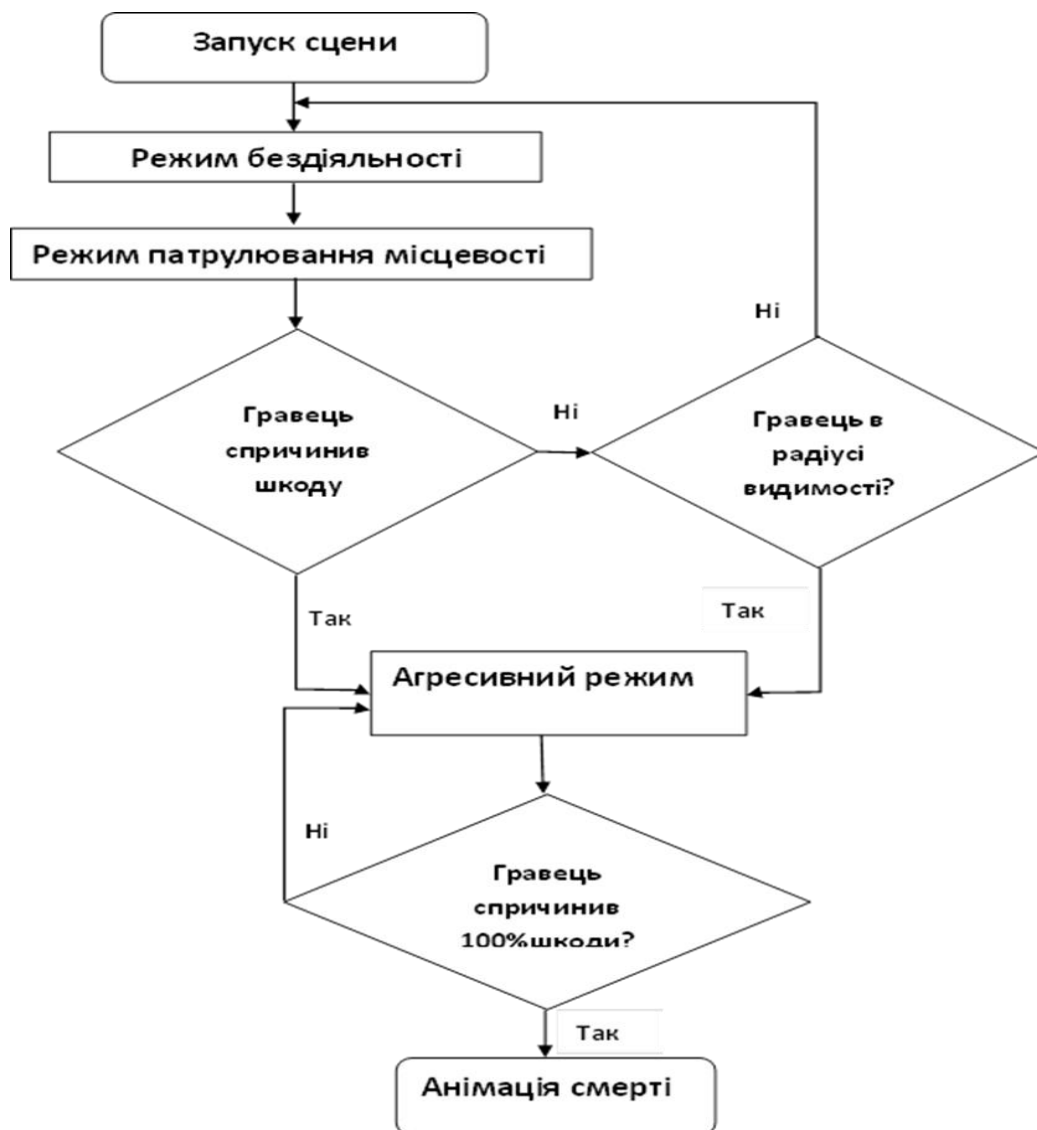 Запуск сцени
Режим бездіяльності
Режим патрулювання місцевості
Ні
Гравець
спричинив
шкоду
Ні
Гравець в
радіусі
видимості?
Так
Так
Агресивний режим
Ні
Гравець
спричинив
100%шкоди?
Так
Анімація смерті